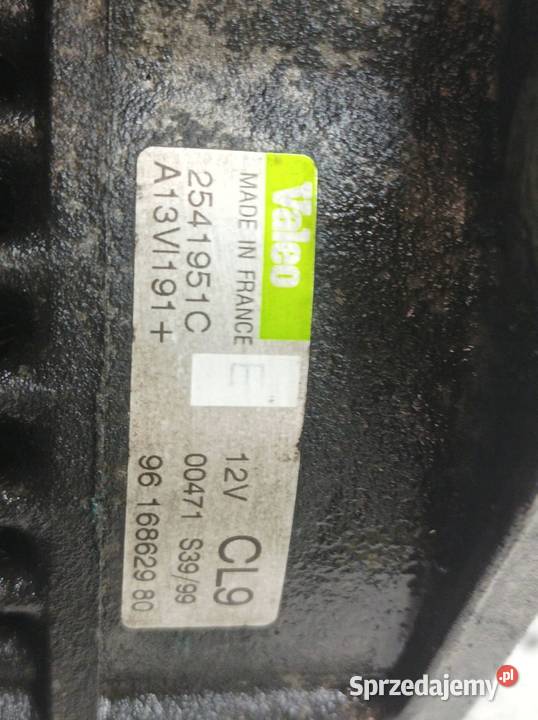 Valeo
MADE IN FRANCE
2541951C
A13VI191+
E
12V CL9
00471 S39/99
96 168629 80
Sprzedajemy.pl